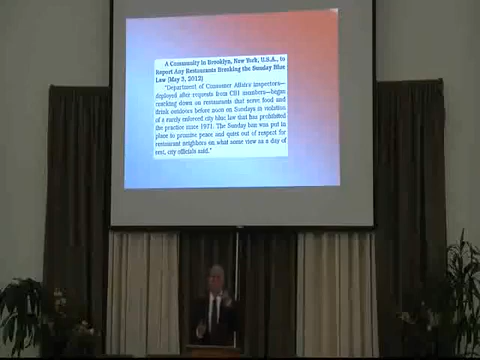 A Community in Brooklyn, New York, U.S.A., to
Report Any Restaurants Breaking the Sunday Blue
Law (May 3, 2012)
"Department of Consumer Affairs inspectors—
deployed after requests from CB1 members—began
cracking down on restaurants that serve food and
drink outdoors before noon on Sundays in violation
of a rarely enforced city blue law that has prohibited
the practice since 1971. The Sunday ban was put in
place to promise peace and quiet out of respect for
restaurant neighbors on what some view as a day of
rest, city officials said."